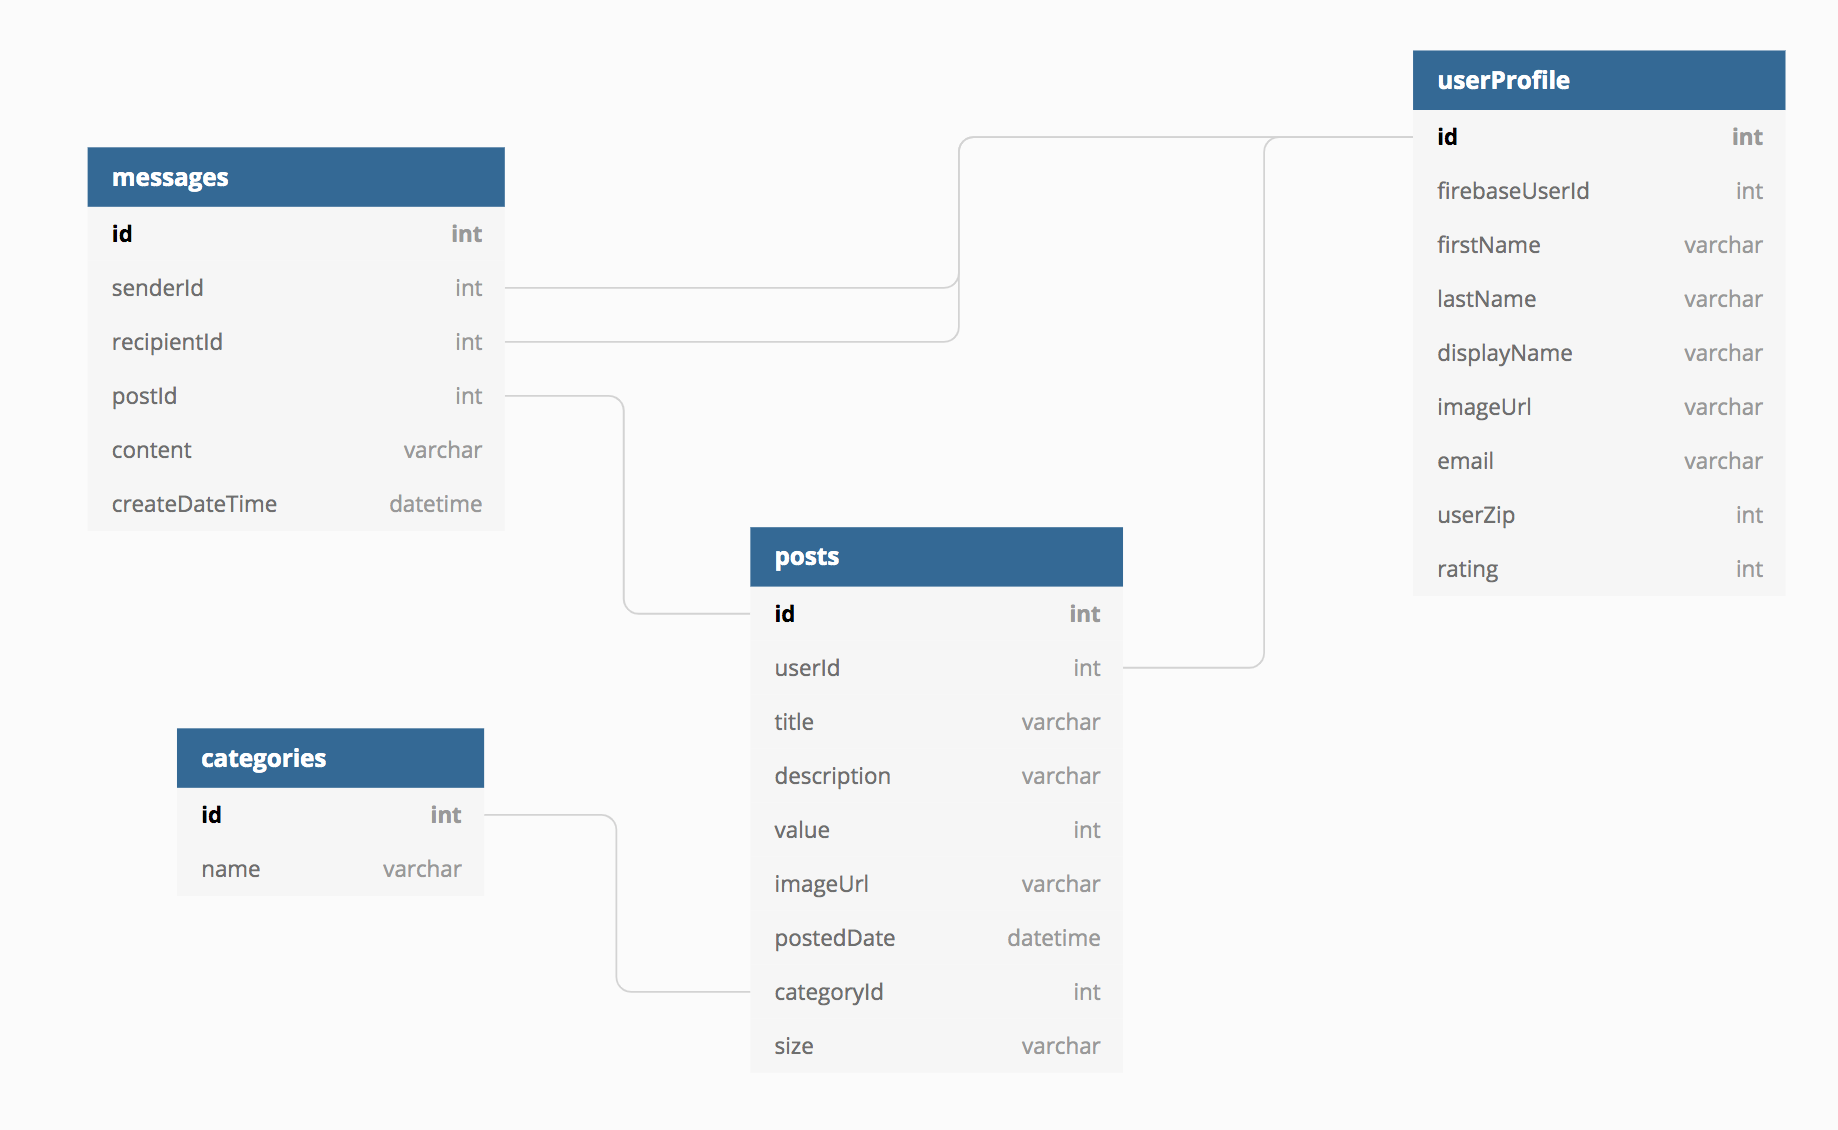 messages
id int
senderId int
recipientId int
postId int
content varchar
createDateTime datetime
categories
id int
name varchar
posts
id int
userId int
title varchar
description varchar
value int
imageUrl varchar
postedDate datetime
categoryId int
size varchar
userProfile
id int
firebaseUserId int
firstName varchar
lastName varchar
displayName varchar
imageUrl varchar
email varchar
userZip int
rating int